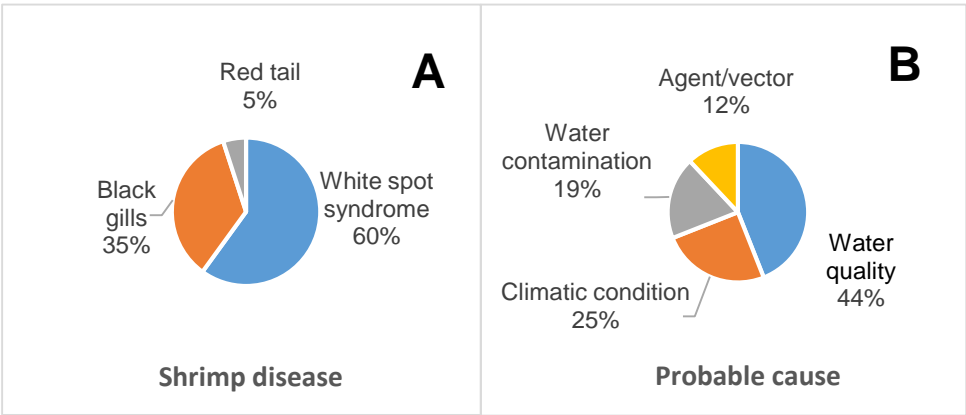 A
Red tail
5%
White spot
syndrome
60%
Black
gills
35%
Shrimp disease
B
Agent/vector
12%
Water
contamination
19%
Water
quality
44%
Climatic condition
25%
Probable cause